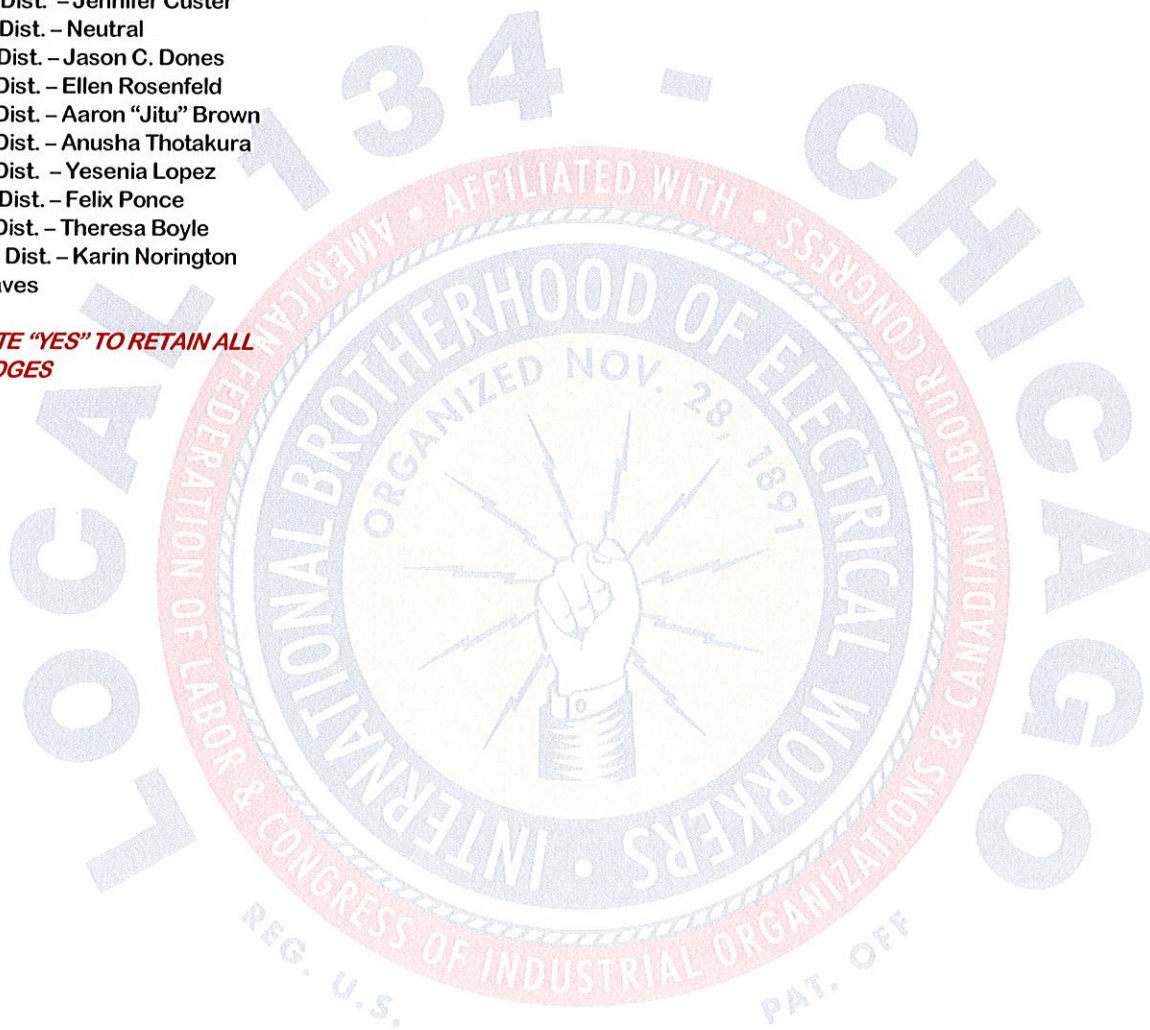 Dist. – Jennifer Custer
Dist. – Neutral
Dist. – Jason C. Dones
Dist. – Ellen Rosenfeld
Dist. – Aaron “Jitu” Brown
Dist. – Anusha Thotakura
Dist. – Yesenia Lopez
Dist. – Felix Ponce
Dist. – Theresa Boyle
Dist. – Karin Norington
aves
TE “YES” TO RETAIN ALL
DGES
LOCAL 134 - CHICAGO
AMERICAN FEDERATION OF LABOR & CONGRESS OF INDUSTRIAL ORGANIZATIONS & CANADIAN LABOUR CONGRESS • AFFILIATED WITH •
INTERNATIONAL BROTHERHOOD OF ELECTRICAL WORKERS •
ORGANIZED NOV. 28, 1891
REG. U.S. PAT. OFF